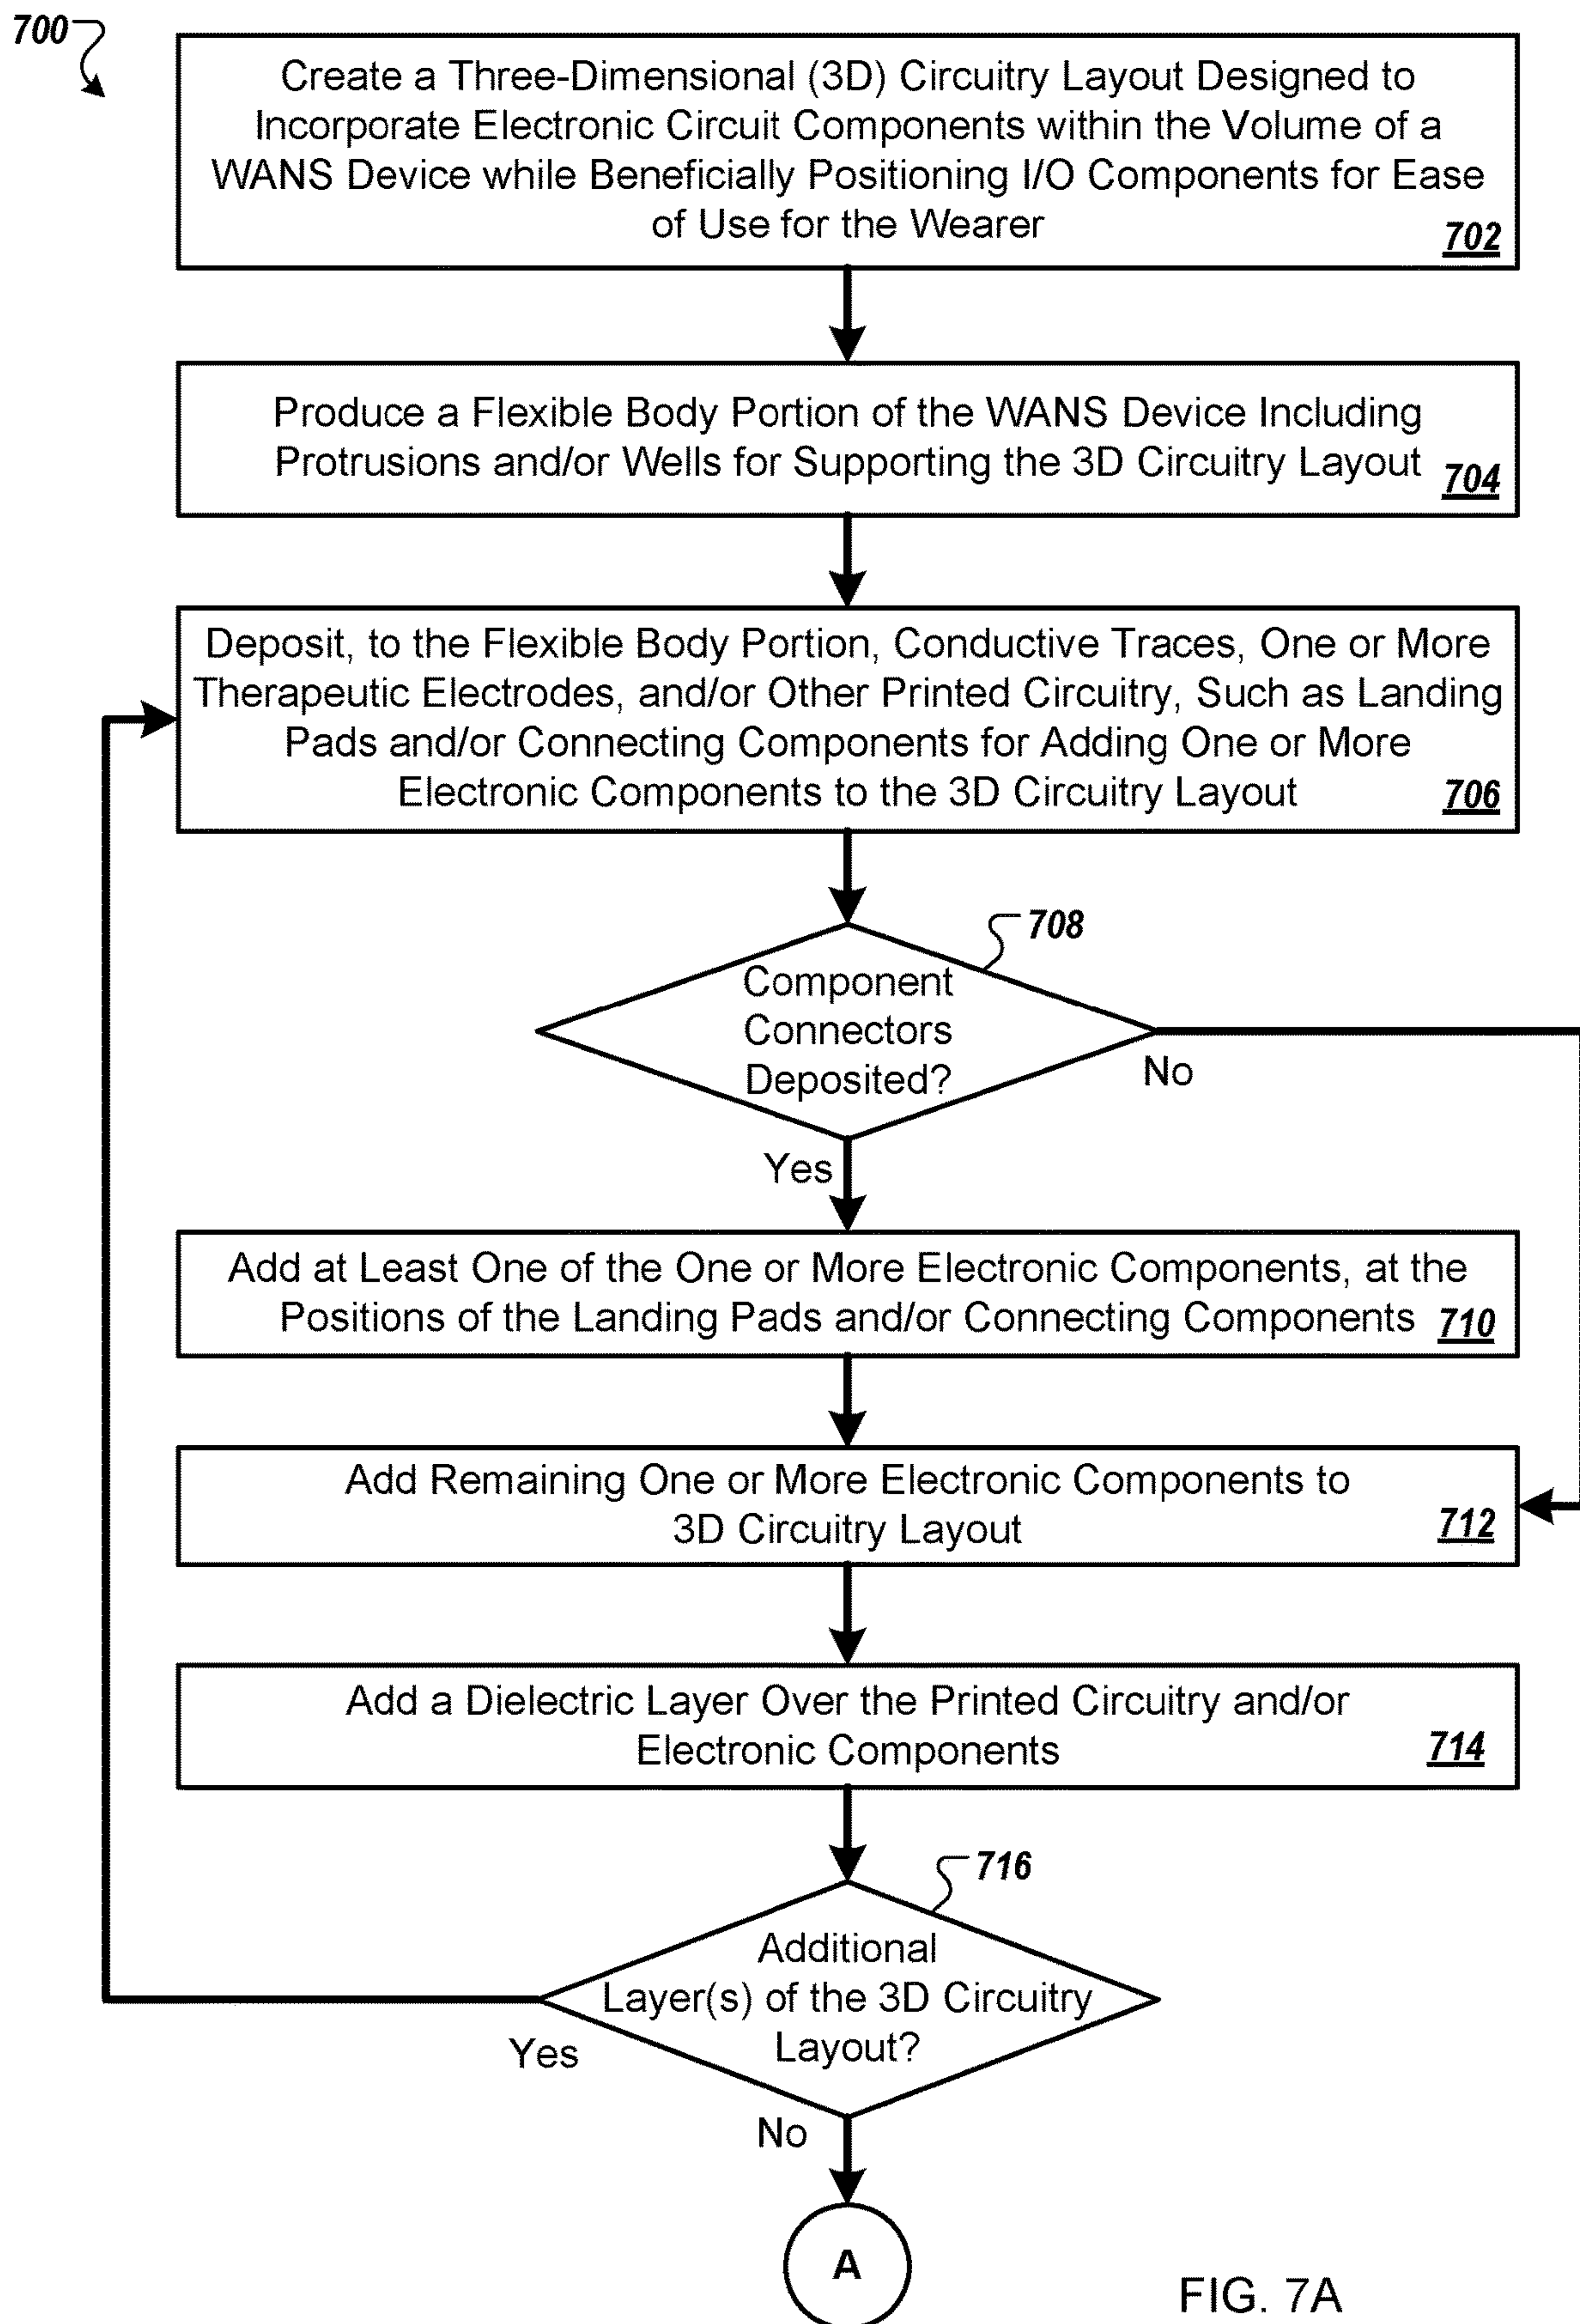 700
Create a Three-Dimensional (3D) Circuitry Layout Designed to
Incorporate Electronic Circuit Components within the Volume of a
WANS Device while Beneficially Positioning I/O Components for Ease
of Use for the Wearer
702
Produce a Flexible Body Portion of the WANS Device Including
Protrusions and/or Wells for Supporting the 3D Circuitry Layout
704
Deposit, to the Flexible Body Portion, Conductive Traces, One or More
Therapeutic Electrodes, and/or Other Printed Circuitry, Such as Landing
Pads and/or Connecting Components for Adding One or More
Electronic Components to the 3D Circuitry Layout
706
708
Component
Connectors
Deposited?
No
Yes
Add at Least One of the One or More Electronic Components, at the
Positions of the Landing Pads and/or Connecting Components
710
Add Remaining One or More Electronic Components to
3D Circuitry Layout
712
Add a Dielectric Layer Over the Printed Circuitry and/or
Electronic Components
714
716
Additional
Layer(s) of the 3D Circuitry
Layout?
Yes
No
A
FIG. 7A